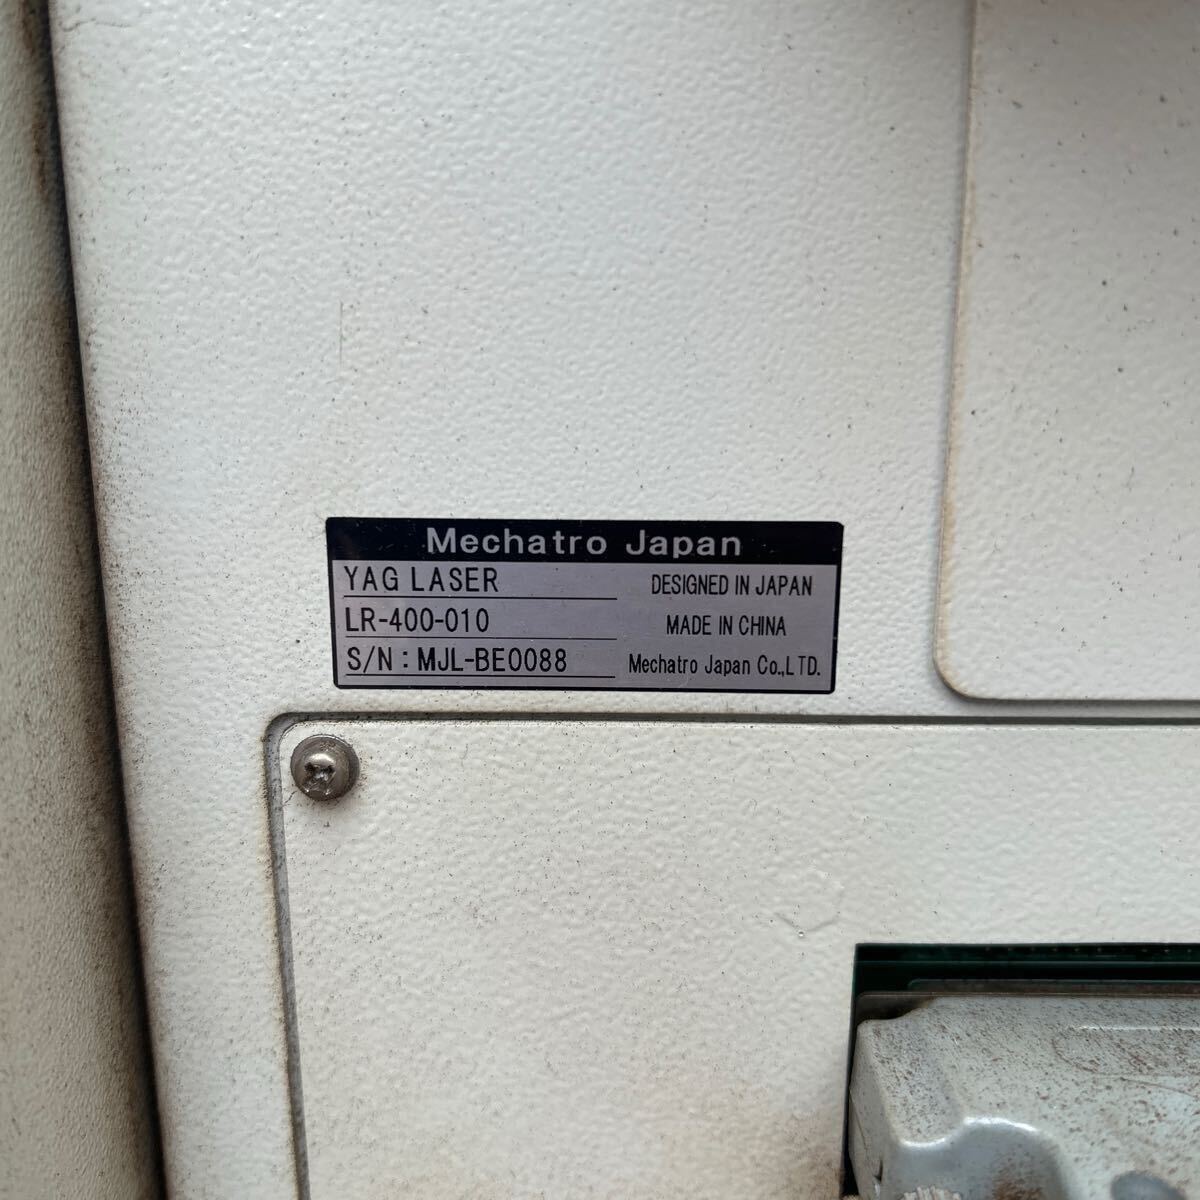 Mechatro Japan
YAG LASER
LR-400-010
S/N : MJL-BE0088
DESIGNED IN JAPAN
MADE IN CHINA
Mechatro Japan Co.,LTD.